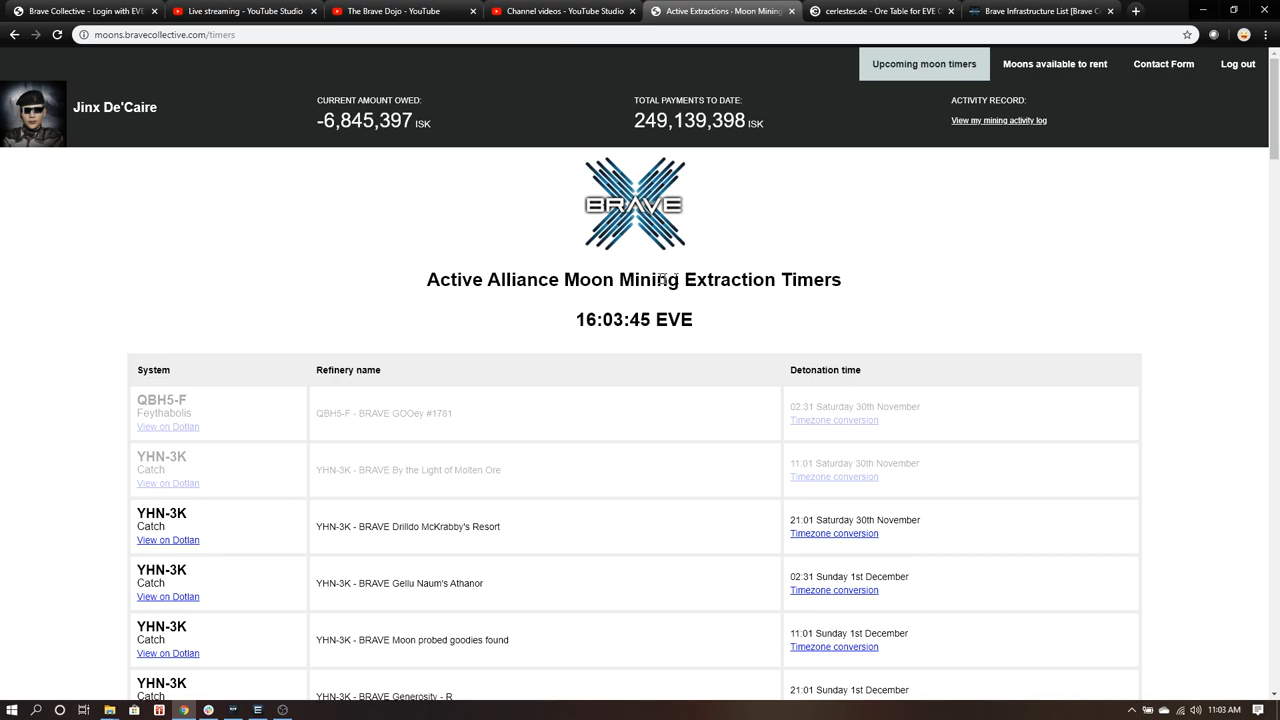 Brave Collective - Login with EVE
Live streaming - YouTube
The Brave Dojo - YouTube
Channel videos - YouTube Studio
Active Extractions - Moon Mining
cerlestes.de - Ore Table for EVE O
Brave Infrastructure List [Brave C
moons.bravecollective.com/timers
Upcoming moon timers
Moons available to rent
Contact Form
Log out
Jinx De'Caire
CURRENT AMOUNT OWED:
-6,845,397 ISK
TOTAL PAYMENTS TO DATE:
249,139,398 ISK
ACTIVITY RECORD:
View my mining activity log
BRAVE
Active Alliance Moon Mining Extraction Timers
16:03:45 EVE
System
Refinery name
Detonation time
QBH5-F
Feythabolis
View on Dotlan
QBH5-F - BRAVE GOOey #1781
02:31 Saturday 30th November
Timezone conversion
YHN-3K
Catch
View on Dotlan
YHN-3K - BRAVE By the Light of Molten Ore
11:01 Saturday 30th November
Timezone conversion
YHN-3K
Catch
View on Dotlan
YHN-3K - BRAVE Drilldo McKrabby's Resort
21:01 Saturday 30th November
Timezone conversion
YHN-3K
Catch
View on Dotlan
YHN-3K - BRAVE Gellu Naum's Athanor
02:31 Sunday 1st December
Timezone conversion
YHN-3K
Catch
View on Dotlan
YHN-3K - BRAVE Moon probed goodies found
11:01 Sunday 1st December
Timezone conversion
YHN-3K
Catch
YHN-3K - BRAVE Generosity - R
21:01 Sunday 1st December
11:03 AM